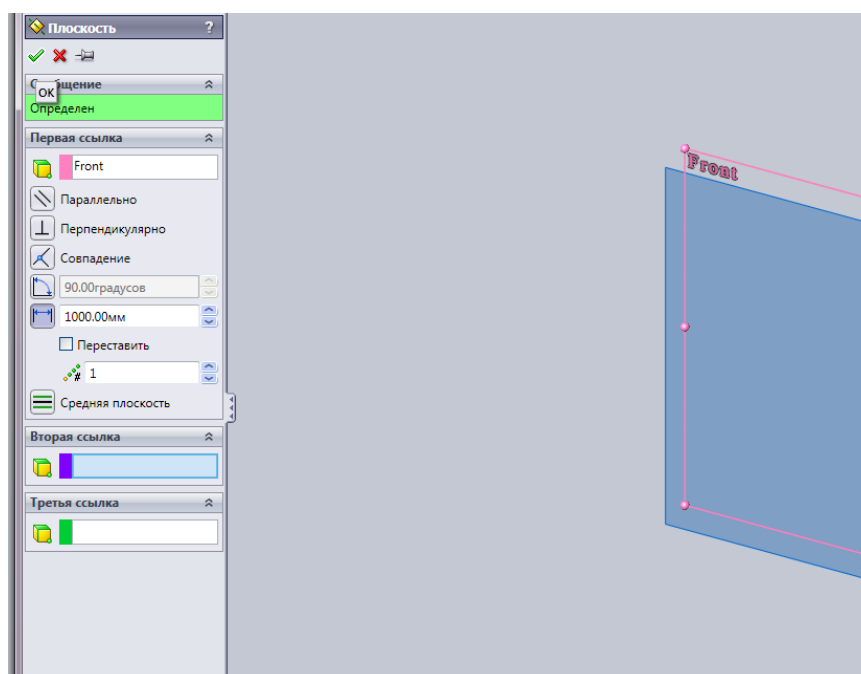 Плоскость ?
Сообщение
OK
Определен
Первая ссылка
Front
Параллельно
Перпендикулярно
Совпадение
90.00градусов
1000.00мм
Переставить
# 1
Средняя плоскость
Вторая ссылка
Третья ссылка
Front